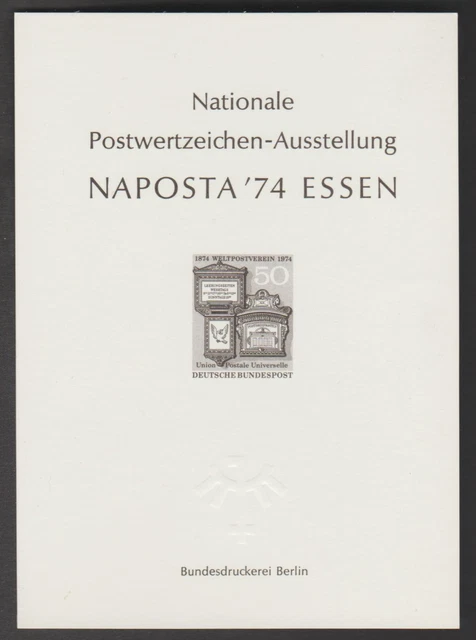 Nationale
Postwertzeichen-Ausstellung
NAPOSTA '74 ESSEN
1874 WELTPOSTVEREIN 1974
50
Union Postale Universelle
DEUTSCHE BUNDESPOST
Bundesdruckerei Berlin